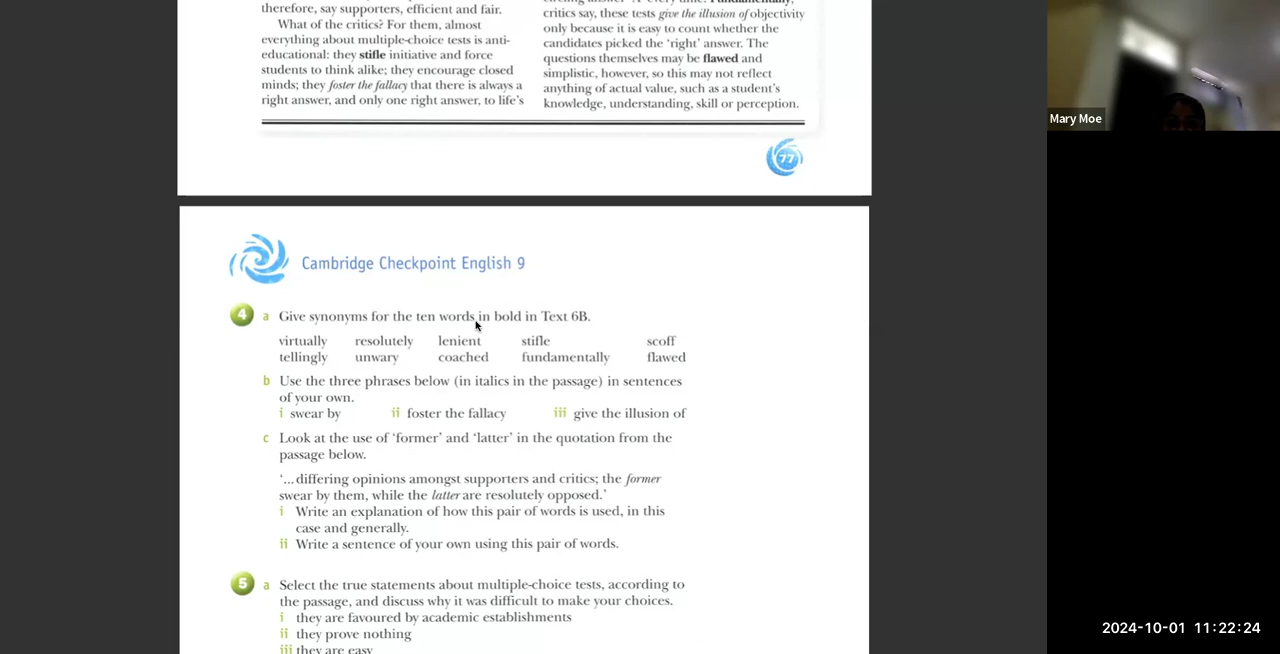 therefore, say supporters, efficient and fair.
What of the critics? For them, almost
everything about multiple-choice tests is anti-
educational: they stifle initiative and force
students to think alike; they encourage closed
minds; they foster the fallacy that there is always a
right answer, and only one right answer, to life's
critics say, these tests give the illusion of objectivity
only because it is easy to count whether the
candidates picked the 'right' answer. The
questions themselves may be flawed and
simplistic, however, so this may not reflect
anything of actual value, such as a student's
knowledge, understanding, skill or perception.
77
Cambridge Checkpoint English 9
4 a Give synonyms for the ten words in bold in Text 6B.
virtually resolutely lenient stifle scoff
tellingly unwary coached fundamentally flawed
b Use the three phrases below (in italics in the passage) in sentences
of your own.
i swear by ii foster the fallacy iii give the illusion of
c Look at the use of 'former' and 'latter' in the quotation from the
passage below.
'... differing opinions amongst supporters and critics; the former
swear by them, while the latter are resolutely opposed.'
i Write an explanation of how this pair of words is used, in this
case and generally.
ii Write a sentence of your own using this pair of words.
5 a Select the true statements about multiple-choice tests, according to
the passage, and discuss why it was difficult to make your choices.
i they are favoured by academic establishments
ii they prove nothing
iii they are easy
Mary Moe
2024-10-01 11:22:24